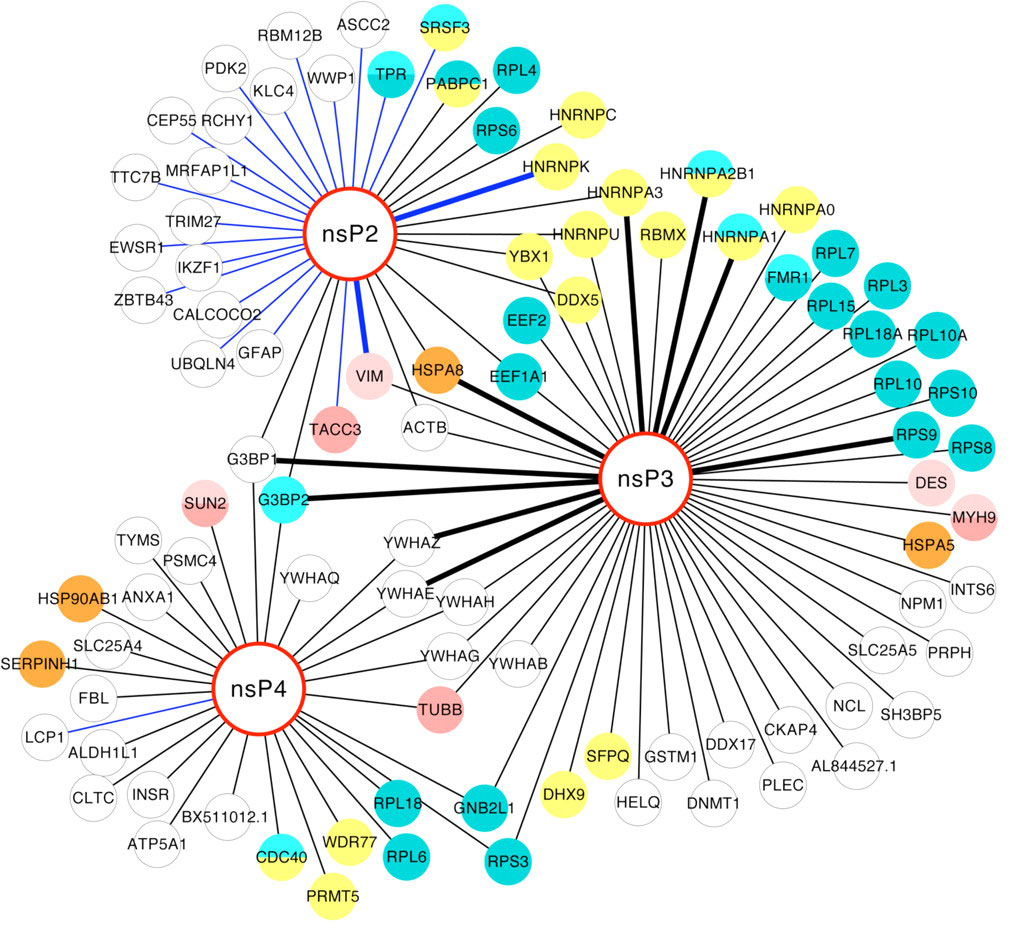 ASCC2
SRSF3
RBM12B
PDK2
WWP1
TPR
PABPC1
RPL4
KLC4
CEP55
RCHY1
RPS6
HNRNPC
TTC7B
MRFAP1L1
HNRNPK
HNRNPA3
HNRNPA2B1
HNRNPA0
TRIM27
nsP2
HNRNPU
RBMX
HNRNPA1
EWSR1
IKZF1
YBX1
RPL7
FMR1
ZBTB43
CALCOCO2
DDX5
RPL3
RPL15
EEF2
RPL18A
RPL10A
UBQLN4
GFAP
VIM
HSPA8
EEF1A1
RPL10
RPS10
TACC3
ACTB
RPS9
RPS8
G3BP1
nsP3
DES
G3BP2
SUN2
MYH9
TYMS
YWHAZ
HSPA5
PSMC4
YWHAQ
INTS6
HSP90AB1
ANXA1
YWHAE
YWHAH
NPM1
SLC25A4
SLC25A5
PRPH
SERPINH1
YWHAG
YWHAB
nsP4
FBL
TUBB
NCL
SH3BP5
LCP1
ALDH1L1
CKAP4
DDX17
SFPQ
GSTM1
AL844527.1
PLEC
CLTC
INSR
DHX9
HELQ
DNMT1
RPL18
GNB2L1
BX511012.1
ATP5A1
WDR77
CDC40
RPL6
RPS3
PRMT5